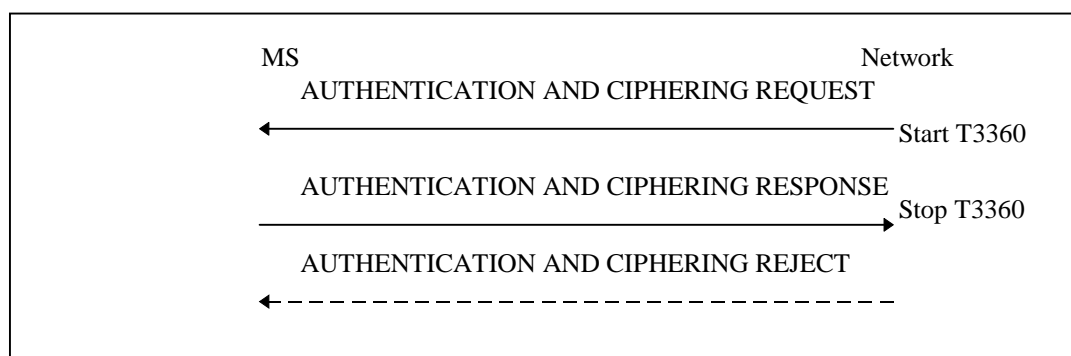 MS Network
AUTHENTICATION AND CIPHERING REQUEST
Start T3360
AUTHENTICATION AND CIPHERING RESPONSE
Stop T3360
AUTHENTICATION AND CIPHERING REJECT